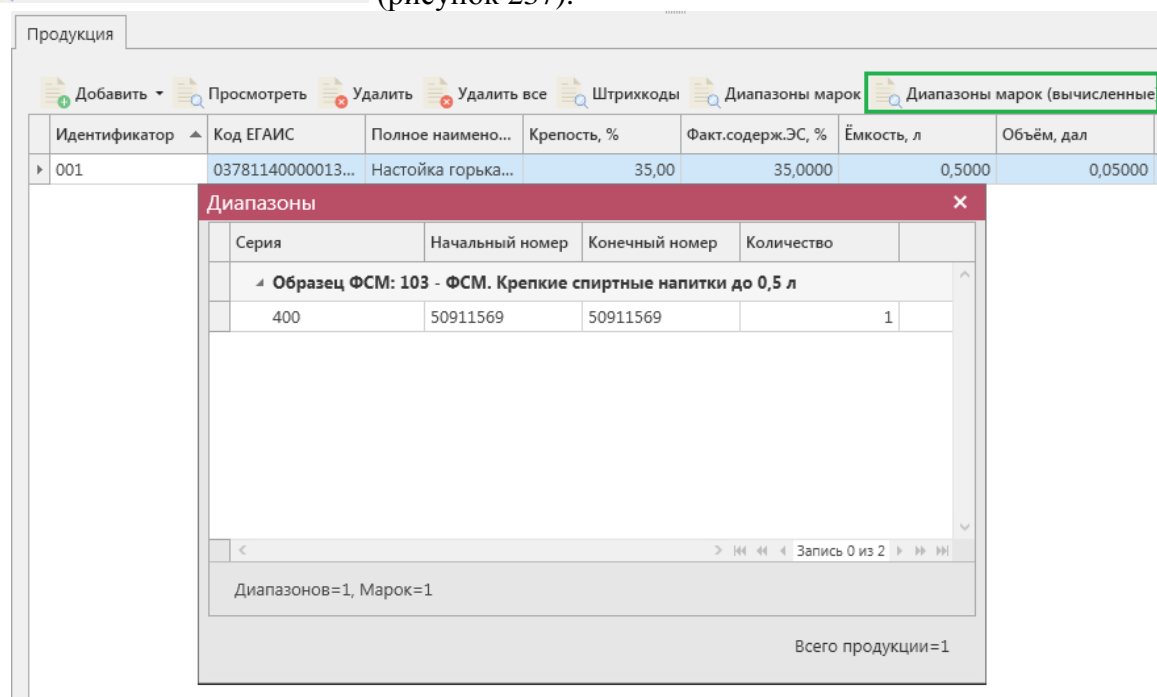 (рисунок 237).
Продукция
Добавить Просмотреть Удалить Удалить все Штрихкоды Диапазоны марок Диапазоны марок (вычисленные
Идентификатор Код ЕГАИС Полное наимено... Крепость, % Факт.содерж.ЭС, % Ёмкость, л Объём, дал
001 03781140000013... Настойка горька... 35,00 35,0000 0,5000 0,05000
Диапазоны
Серия Начальный номер Конечный номер Количество
Образец ФСМ: 103 - ФСМ. Крепкие спиртные напитки до 0,5 л
400 50911569 50911569 1
Запись 0 из 2
Диапазонов=1, Марок=1
Всего продукции=1